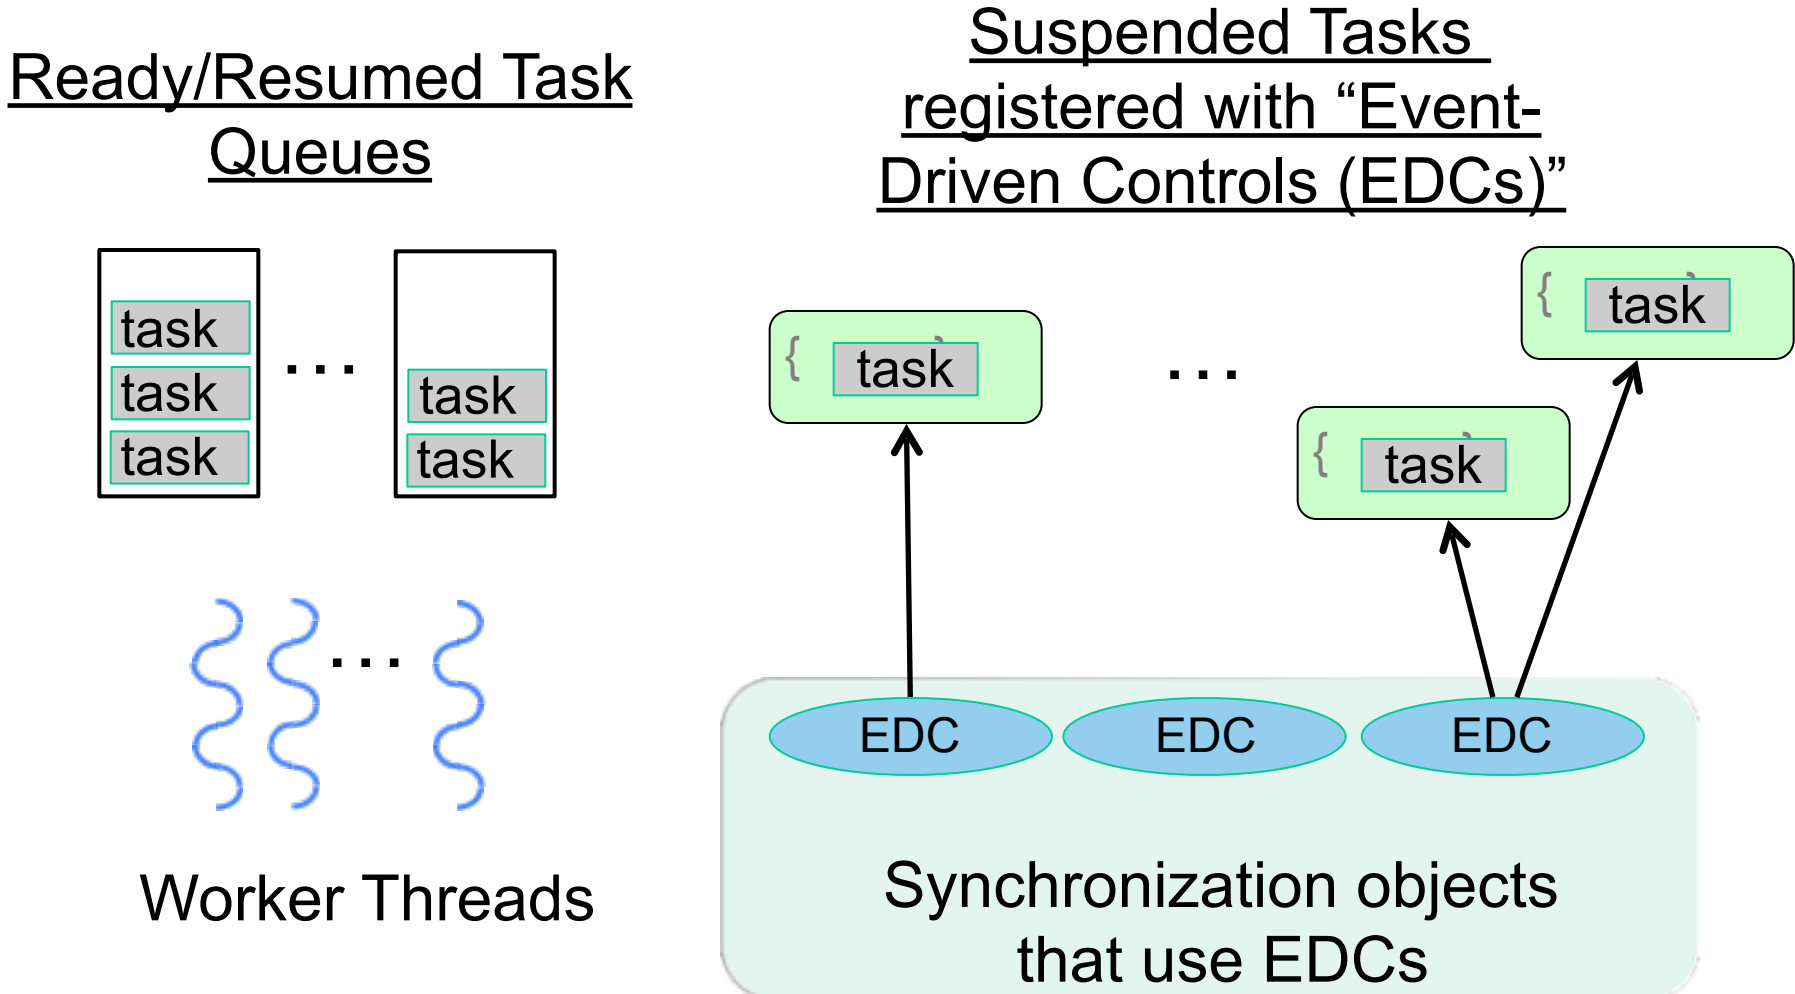 Ready/Resumed Task
Queues
Suspended Tasks
registered with “Event-
Driven Controls (EDCs)”
task
task
task
...
task
task
{ task }
...
{ task }
{ task }
...
Worker Threads
EDC
EDC
EDC
Synchronization objects
that use EDCs